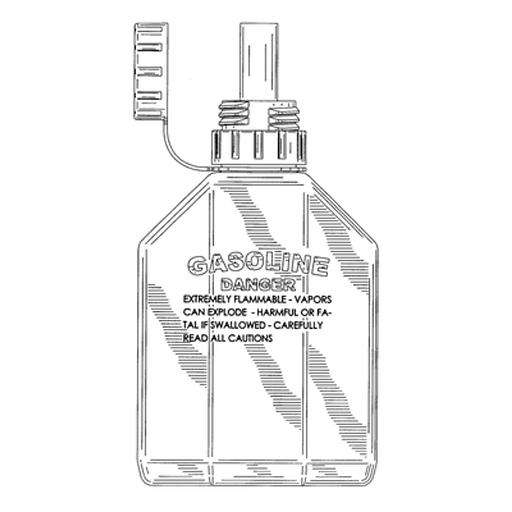 GASOLINE
DANGER
EXTREMELY FLAMMABLE - VAPORS
CAN EXPLODE - HARMFUL OR FA-
TAL IF SWALLOWED - CAREFULLY
READ ALL CAUTIONS